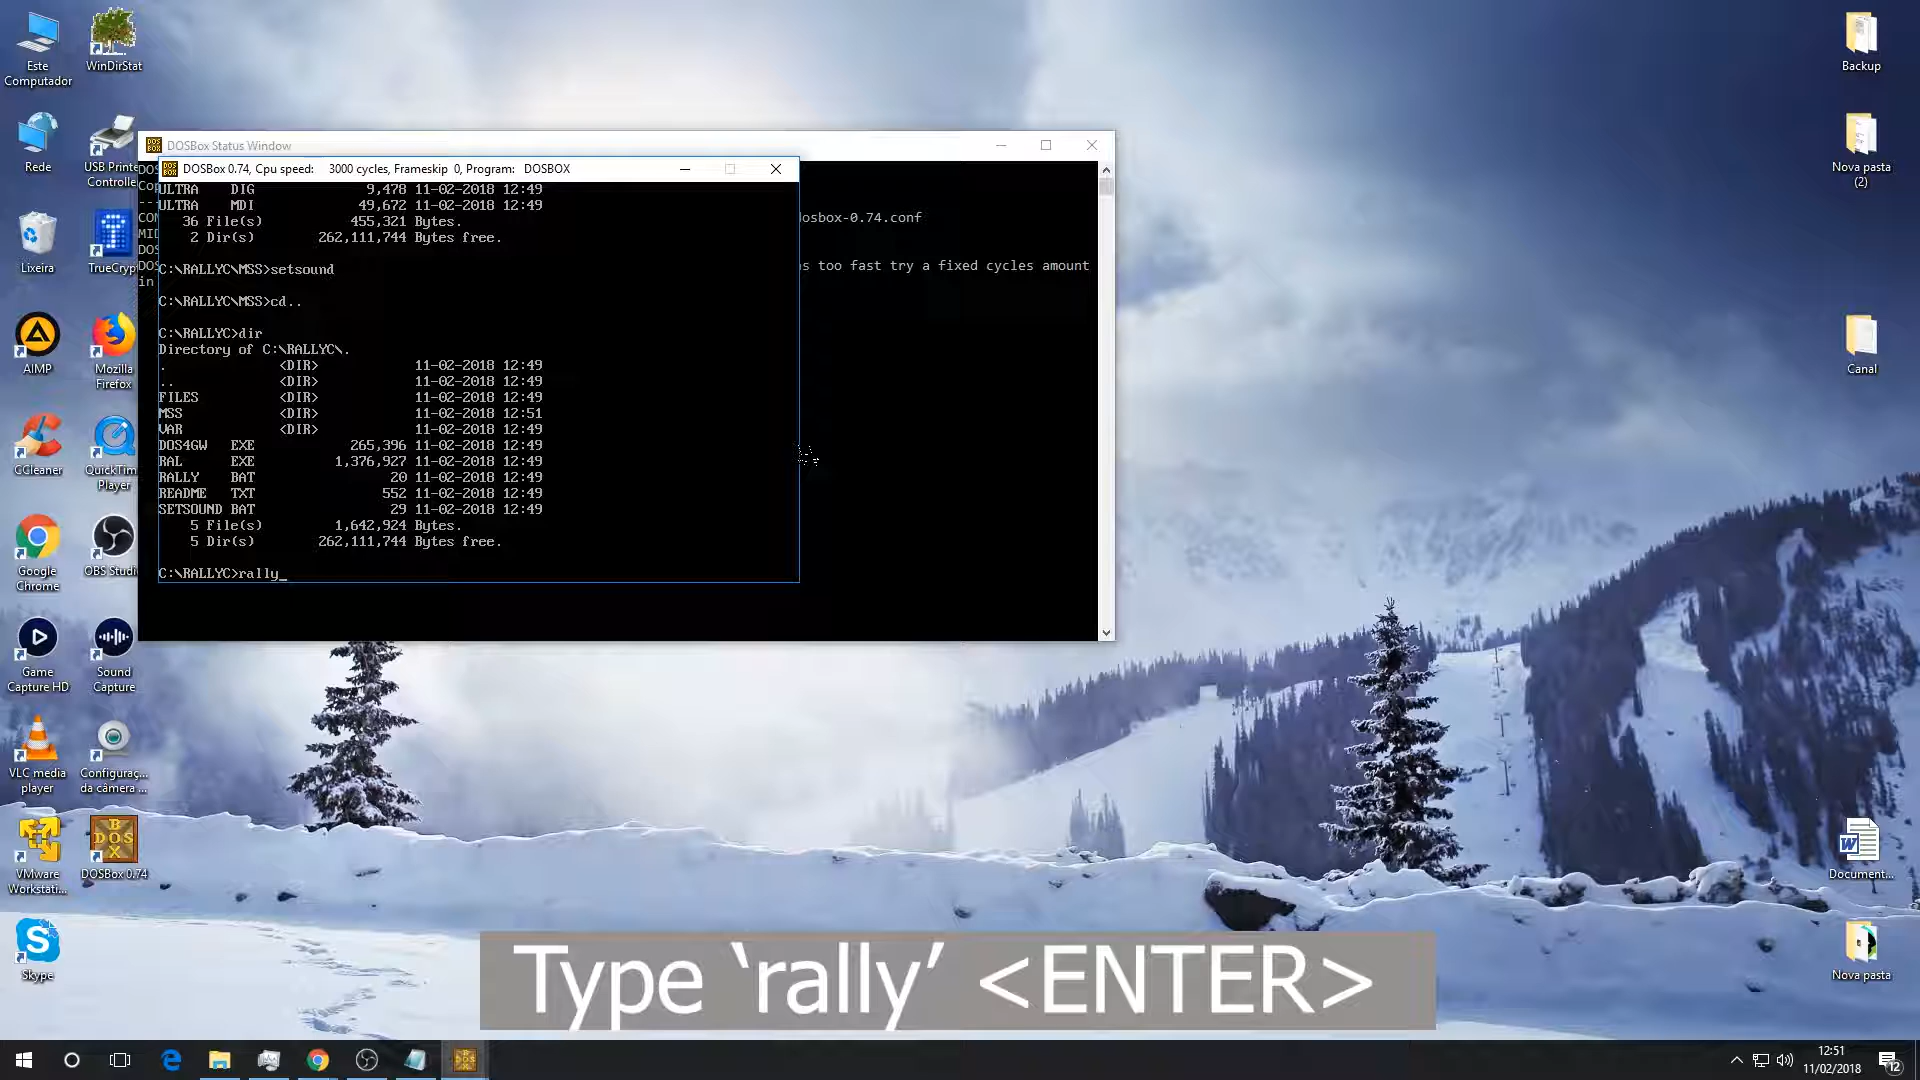 Este
Computador
WinDirStat
Rede
USB Printe
Controlle
Lixeira
TrueCryp
AIMP
Mozilla
Firefox
CCleaner
QuickTim
Player
Google
Chrome
OBS Studi
Game
Capture HD
Sound
Capture
VLC media
player
Configuraç...
da câmera ...
VMware
Workstati...
DOSBox 0.74
Skype
DOSBox Status Window
osbox-0.74.conf
s too fast try a fixed cycles amount
in
DOSBox 0.74, Cpu speed: 3000 cycles, Frameskip 0, Program: DOSBOX
ULTRA DIG 9,478 11-02-2018 12:49
ULTRA MDI 49,672 11-02-2018 12:49
36 File(s) 455,321 Bytes.
2 Dir(s) 262,111,744 Bytes free.
C:\RALLYC\MSS>setsound
C:\RALLYC\MSS>cd..
C:\RALLYC>dir
Directory of C:\RALLYC\.
. <DIR> 11-02-2018 12:49
.. <DIR> 11-02-2018 12:49
FILES <DIR> 11-02-2018 12:49
MSS <DIR> 11-02-2018 12:51
VAR <DIR> 11-02-2018 12:49
DOS4GW EXE 265,396 11-02-2018 12:49
RAL EXE 1,376,927 11-02-2018 12:49
RALLY BAT 20 11-02-2018 12:49
README TXT 552 11-02-2018 12:49
SETSOUND BAT 29 11-02-2018 12:49
5 File(s) 1,642,924 Bytes.
5 Dir(s) 262,111,744 Bytes free.
C:\RALLYC>rally_
Backup
Nova pasta
(2)
Canal
Document...
Nova pasta
Type ‘rally’ <ENTER>
12:51
11/02/2018
12